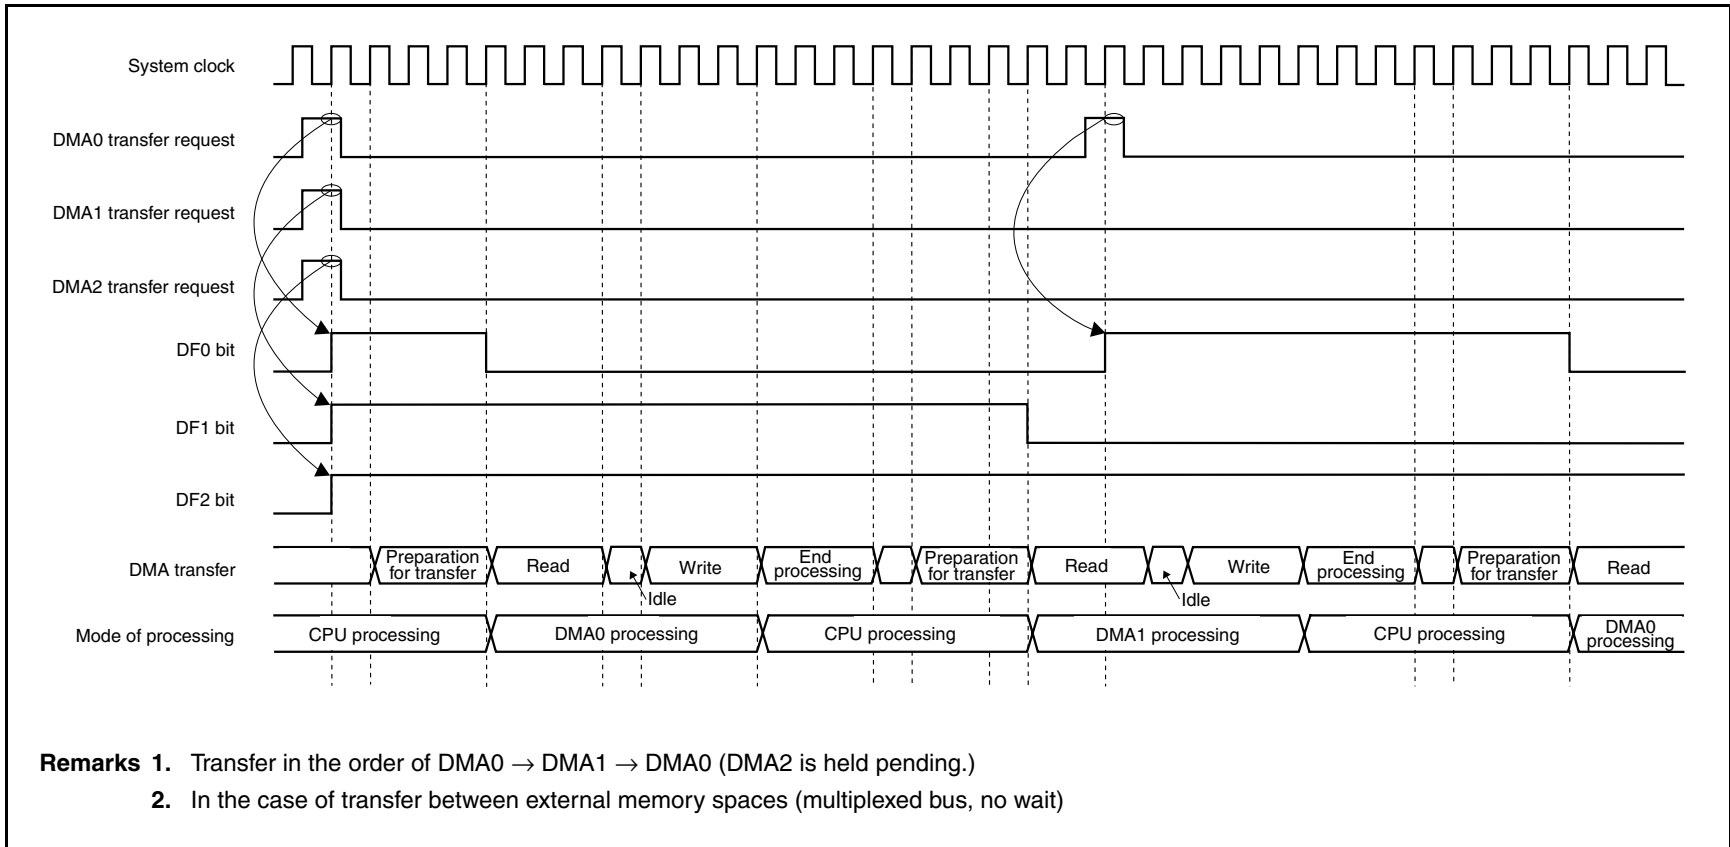 System clock
DMA0 transfer request
DMA1 transfer request
DMA2 transfer request
DF0 bit
DF1 bit
DF2 bit
DMA transfer
Preparation
for transfer
Read
Idle
Write
End
processing
Preparation
for transfer
Read
Idle
Write
End
processing
Preparation
for transfer
Read
Mode of processing
CPU processing
DMA0 processing
CPU processing
DMA1 processing
CPU processing
DMA0
processing
Remarks 1. Transfer in the order of DMA0 → DMA1 → DMA0 (DMA2 is held pending.)
2. In the case of transfer between external memory spaces (multiplexed bus, no wait)